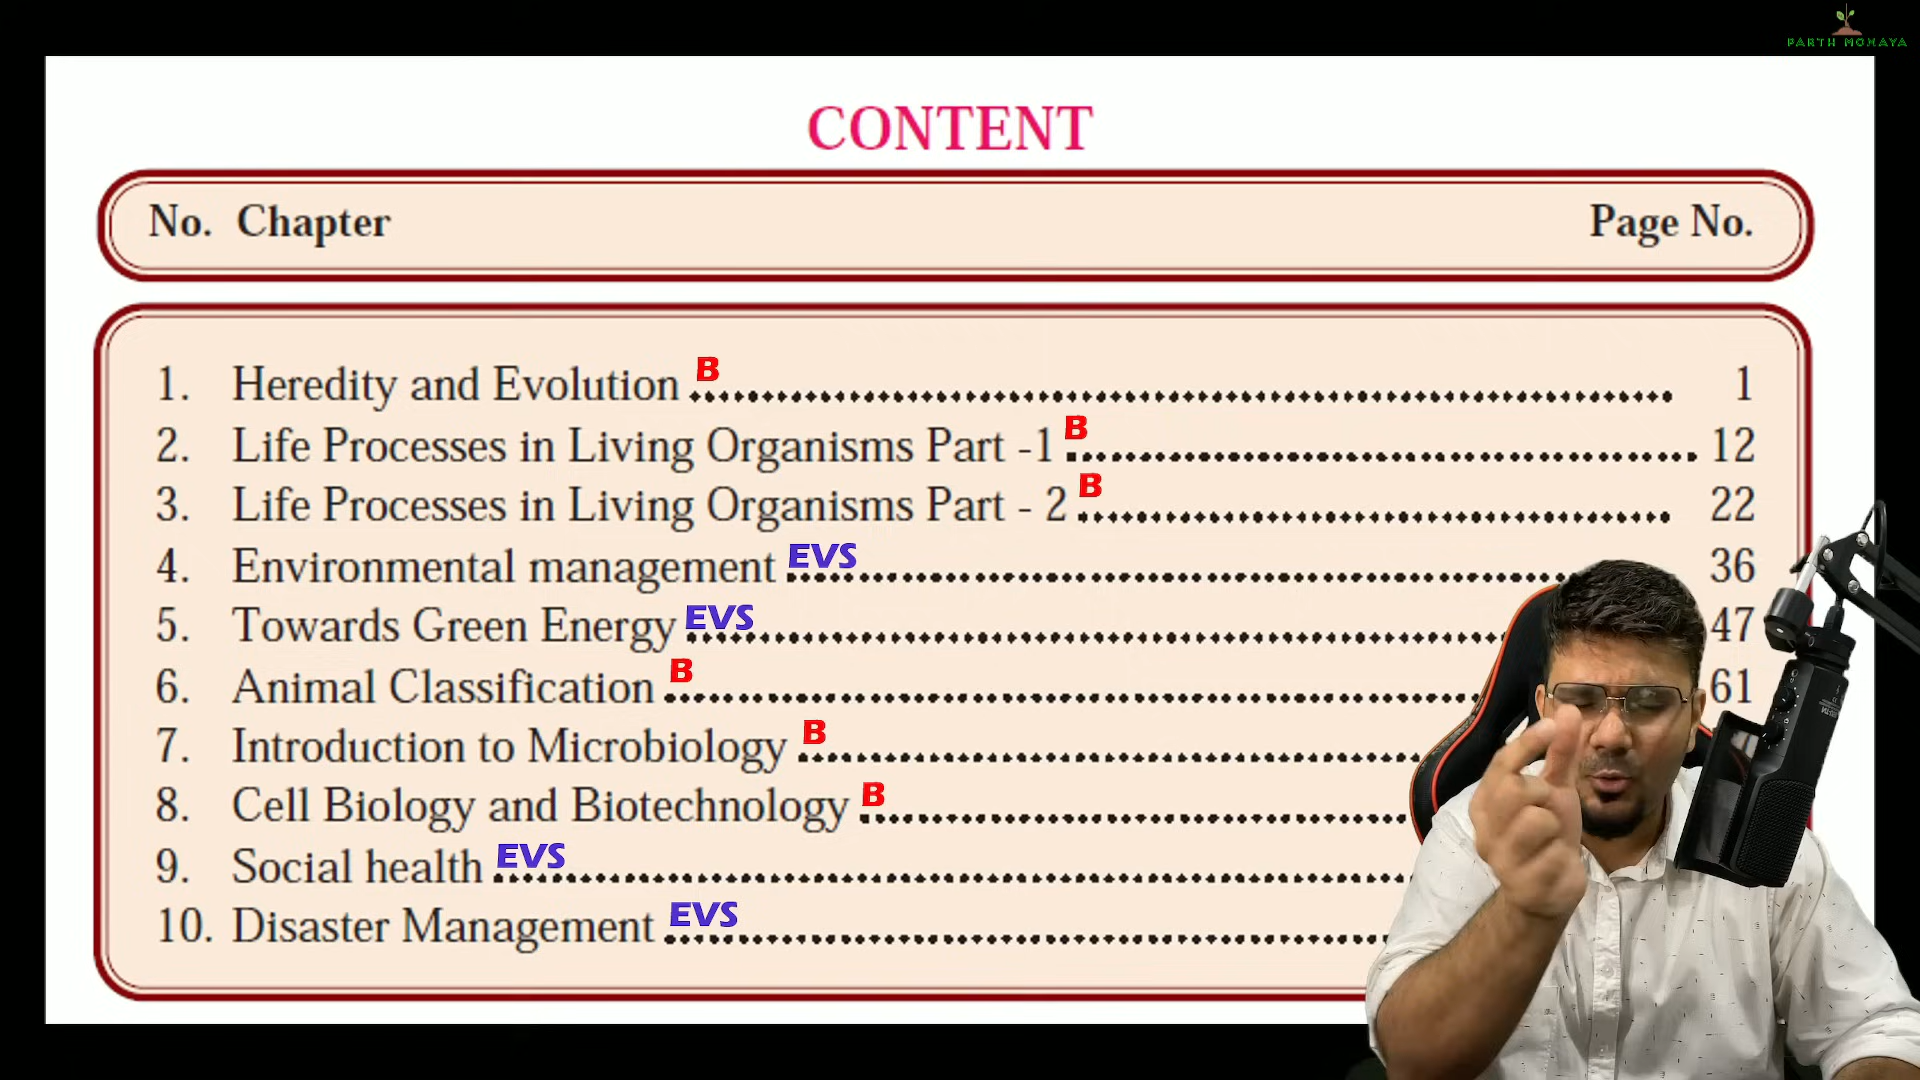 PARTH MOMAYA
CONTENT
No. Chapter Page No.
1. Heredity and Evolution B 1
2. Life Processes in Living Organisms Part -1 B 12
3. Life Processes in Living Organisms Part - 2 B 22
4. Environmental management EVS 36
5. Towards Green Energy EVS 47
6. Animal Classification B 61
7. Introduction to Microbiology B
8. Cell Biology and Biotechnology B
9. Social health EVS
10. Disaster Management EVS